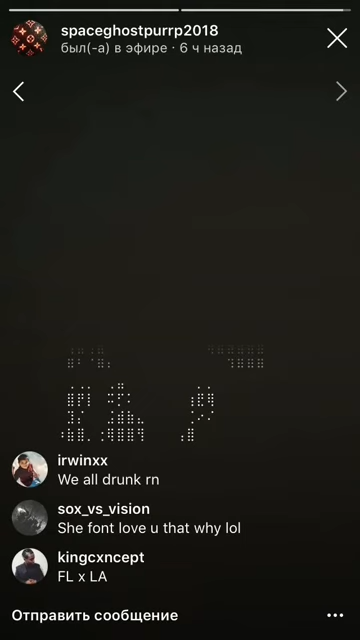 spaceghostpurrp2018
был(-а) в эфире · 6 ч назад
irwinxx
We all drunk rn
sox_vs_vision
She font love u that why lol
kingcxncept
FL x LA
Отправить сообщение